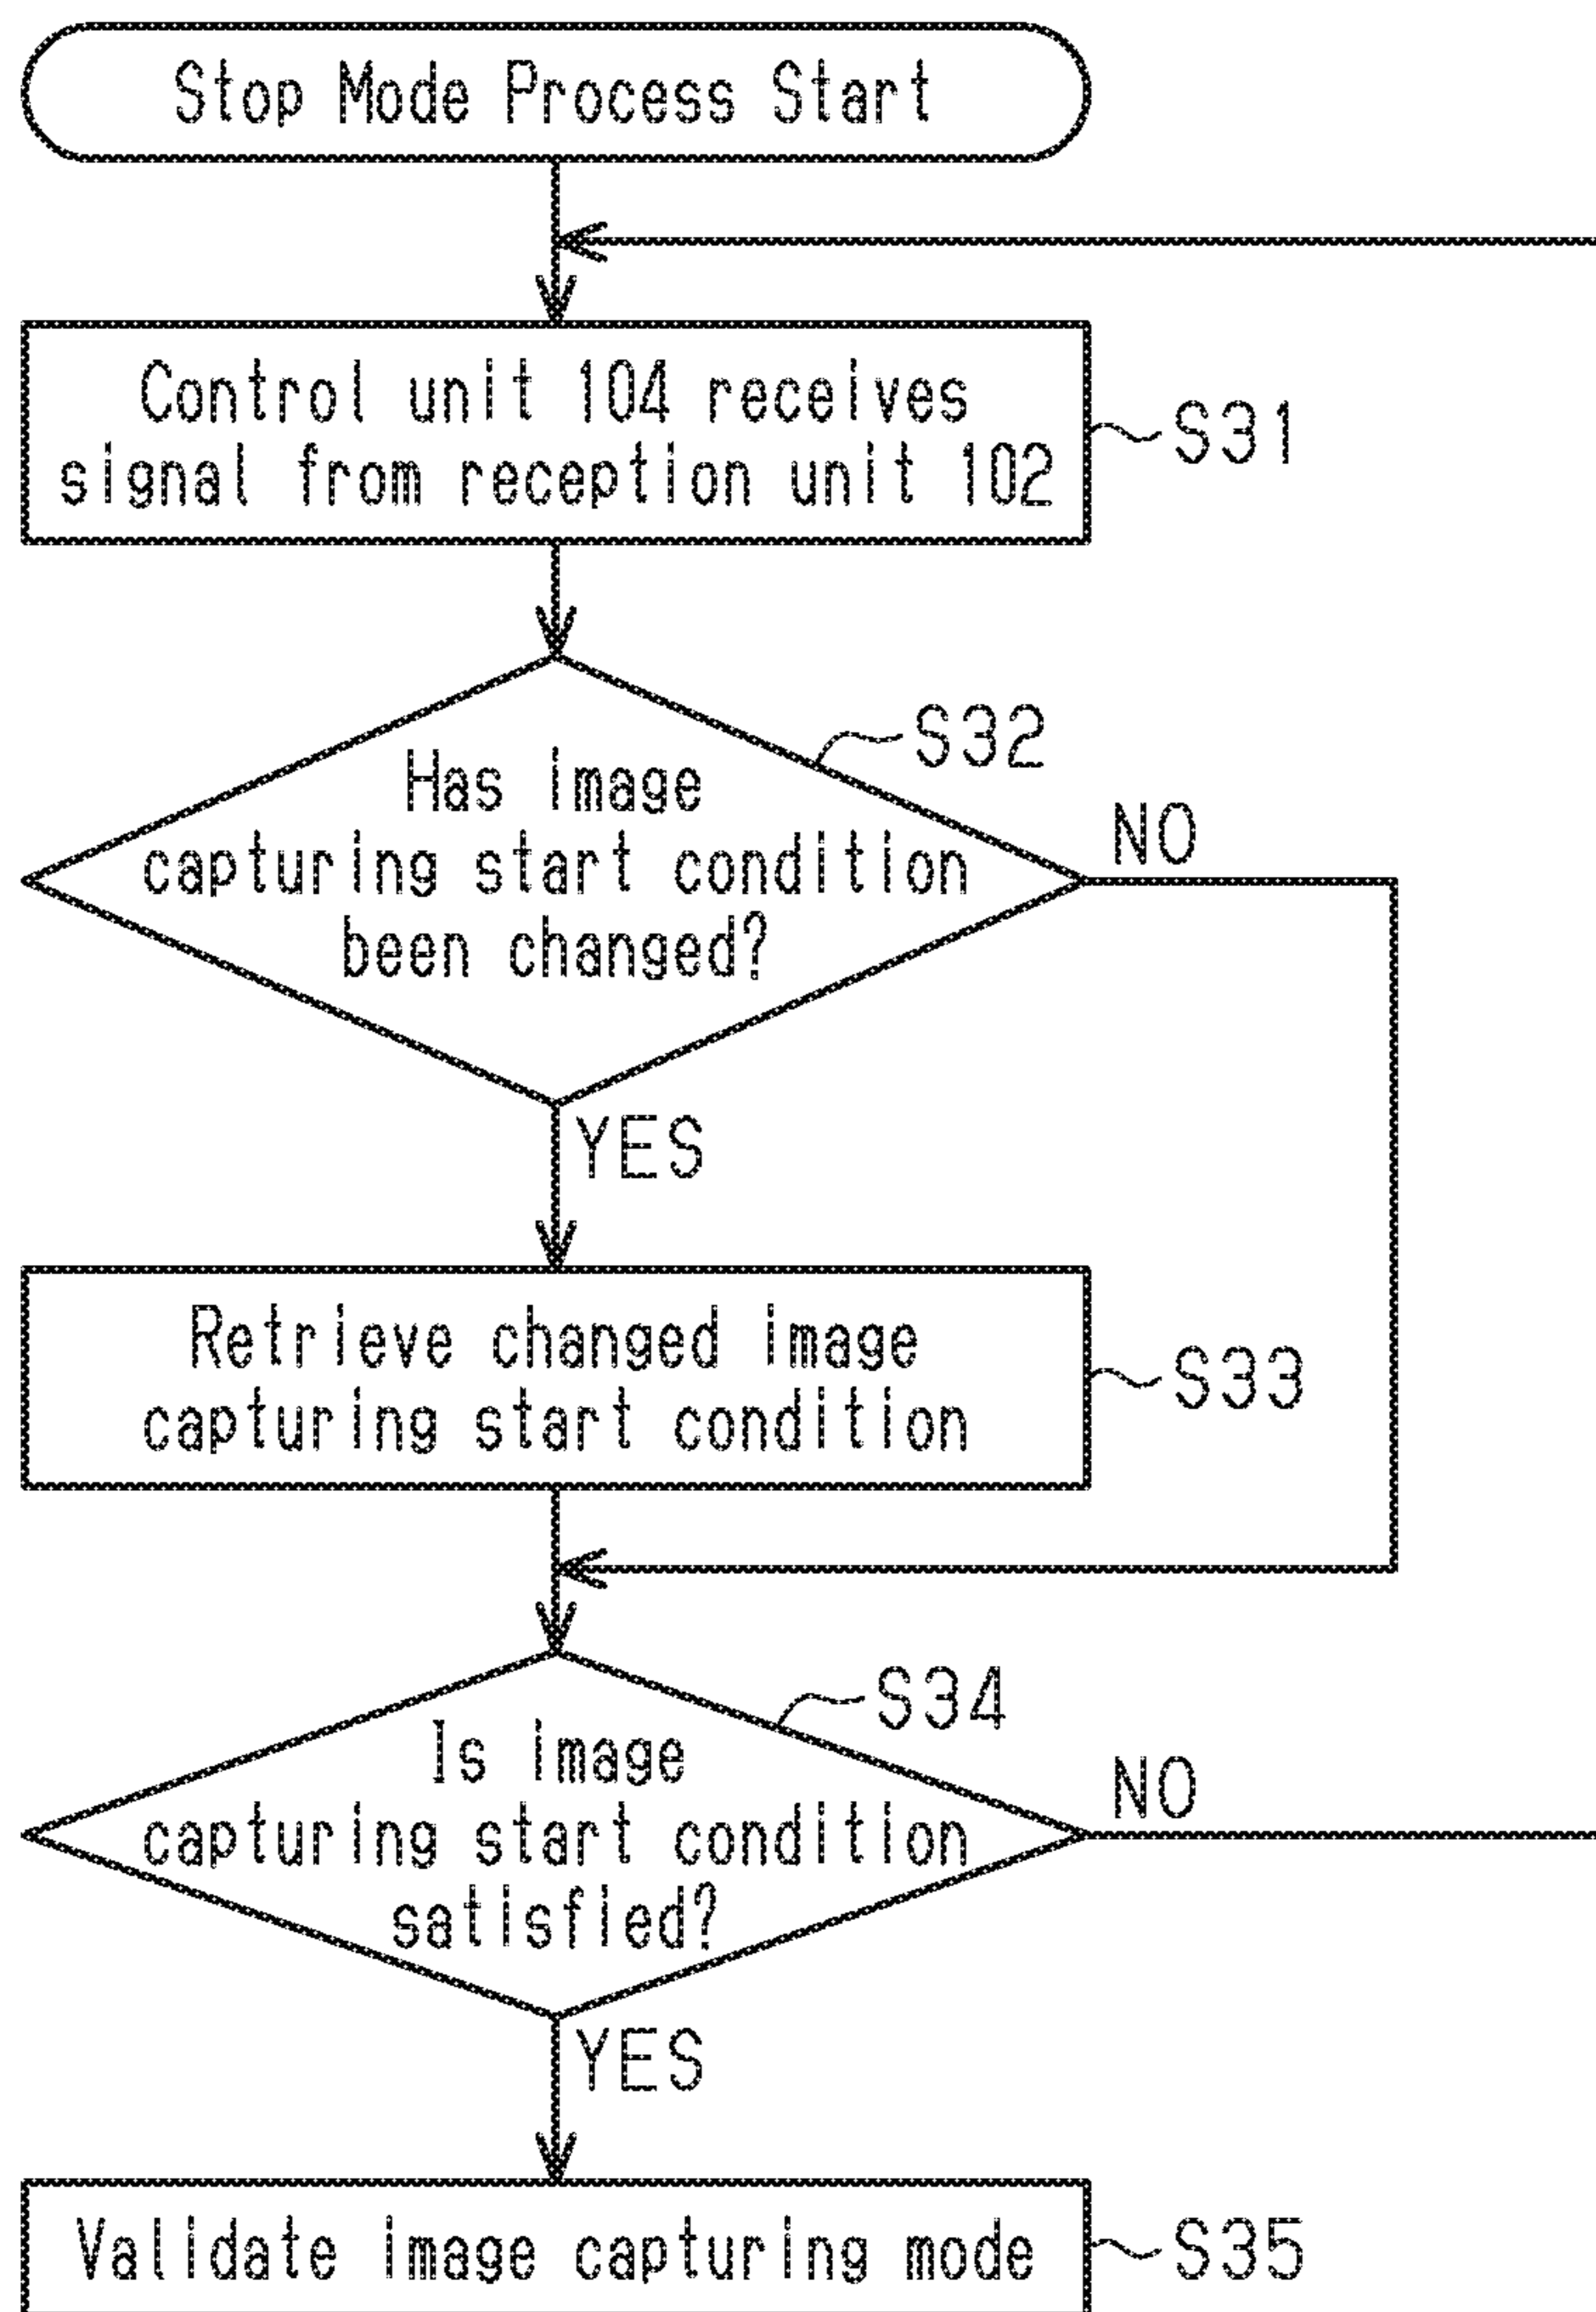 Stop Mode Process Start
Control unit 104 receives
signal from reception unit 102
S31
S32
Has image
capturing start condition
been changed?
NO
YES
Retrieve changed image
capturing start condition
S33
S34
Is image
capturing start condition
satisfied?
NO
YES
Validate image capturing mode
S35